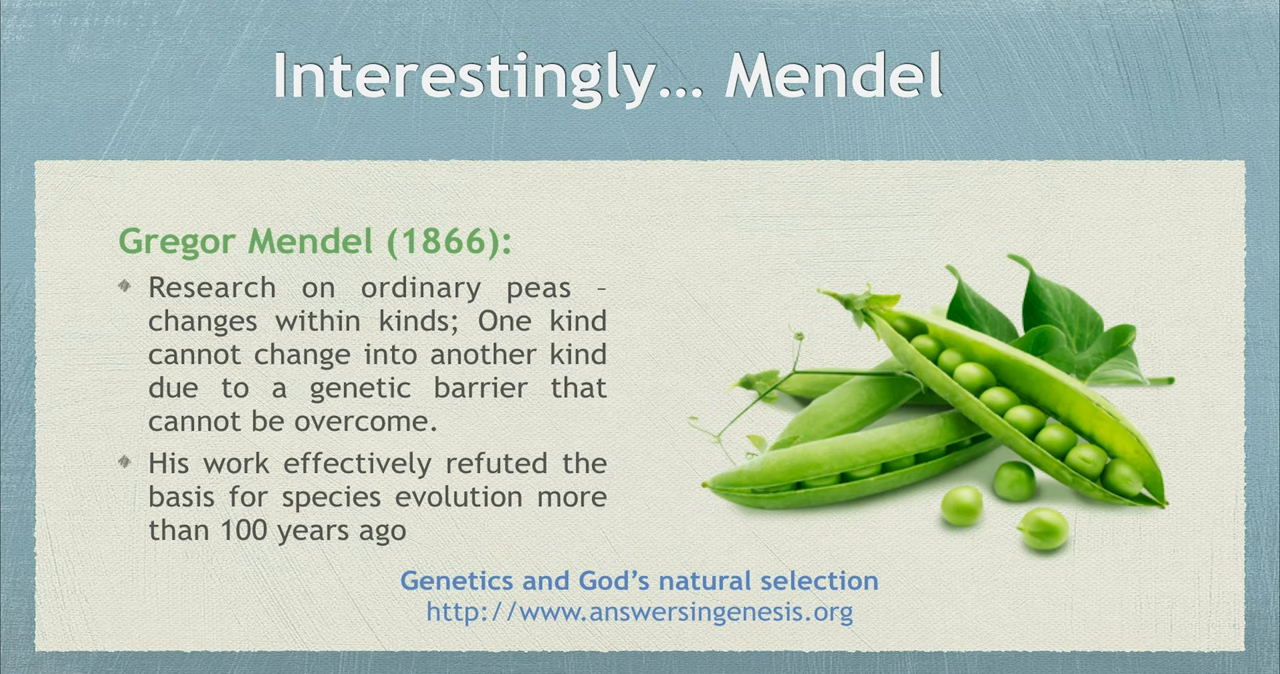 Interestingly... Mendel
Gregor Mendel (1866):
Research on ordinary peas –
changes within kinds; One kind
cannot change into another kind
due to a genetic barrier that
cannot be overcome.
His work effectively refuted the
basis for species evolution more
than 100 years ago
Genetics and God’s natural selection
http://www.answersingenesis.org